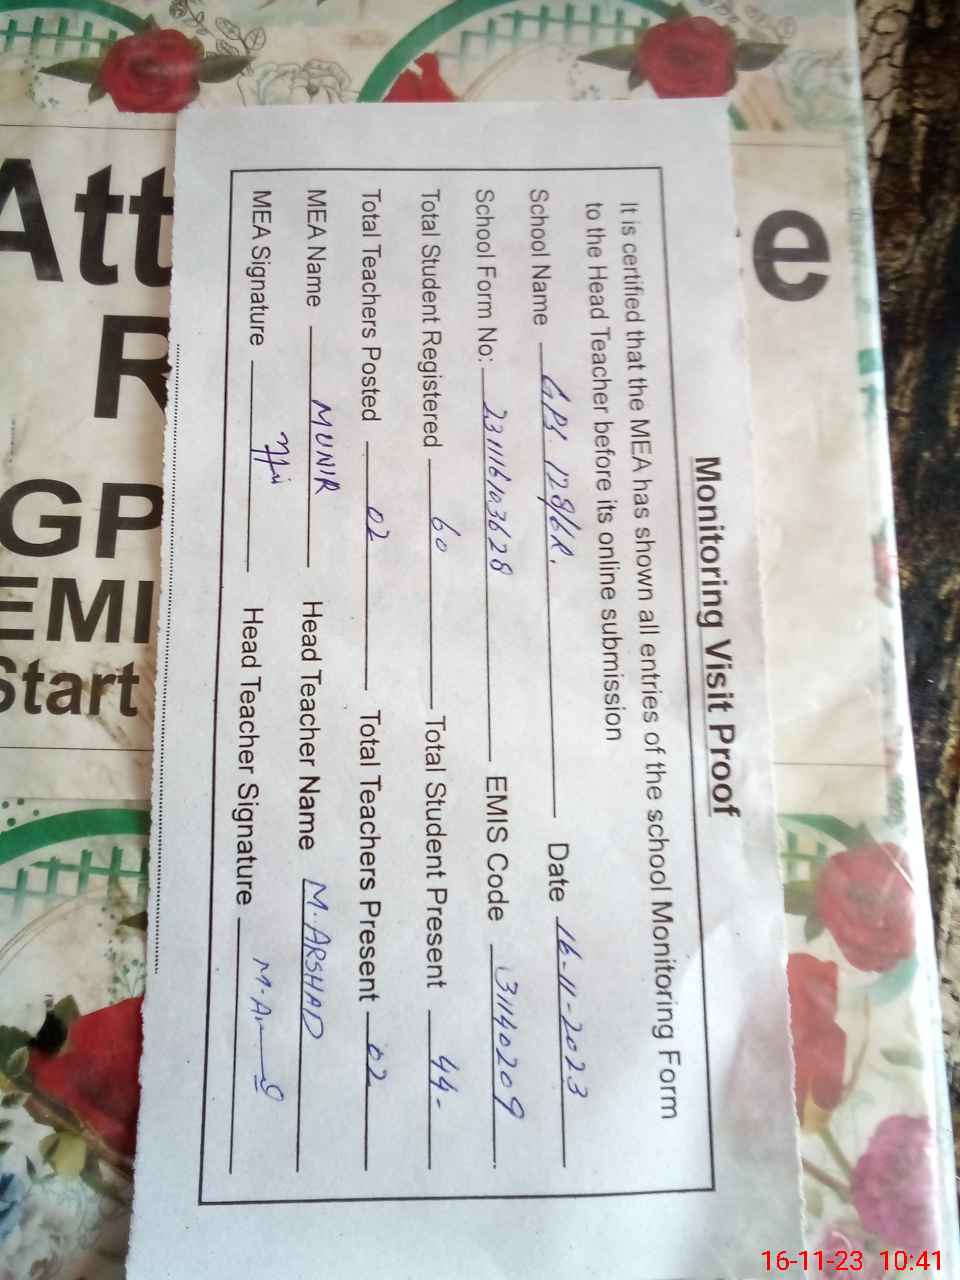 Monitoring Visit Proof
It is certified that the MEA has shown all entries of the school Monitoring Form
to the Head Teacher before its online submission
School Name GPS 128/6R. Date 16-11-2023
School Form No: 231116103628 EMIS Code 31140209
Total Student Registered 60 Total Student Present 44-
Total Teachers Posted 02 Total Teachers Present 02
MEA Name MUNIR Head Teacher Name M. ARSHAD
MEA Signature Head Teacher Signature
Att e
R
GP
EMI
Start
16-11-23 10:41